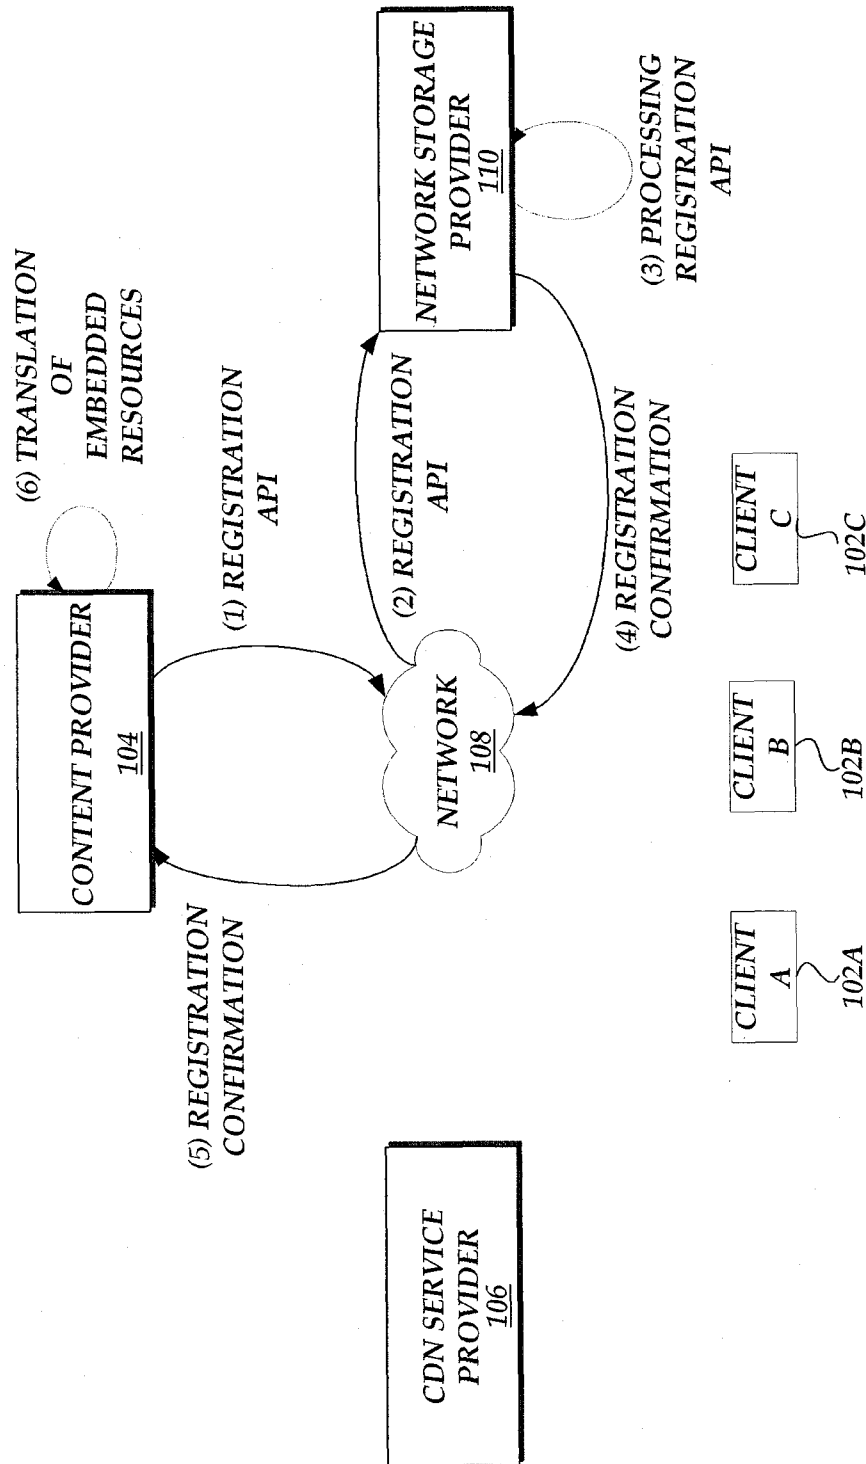 (6) TRANSLATION
OF
EMBEDDED
RESOURCES
CONTENT PROVIDER
104
(1) REGISTRATION
API
(5) REGISTRATION
CONFIRMATION
(2) REGISTRATION
API
NETWORK STORAGE
PROVIDER
110
NETWORK
108
CDN SERVICE
PROVIDER
106
(3) PROCESSING
REGISTRATION
API
(4) REGISTRATION
CONFIRMATION
CLIENT
A
102A
CLIENT
B
102B
CLIENT
C
102C